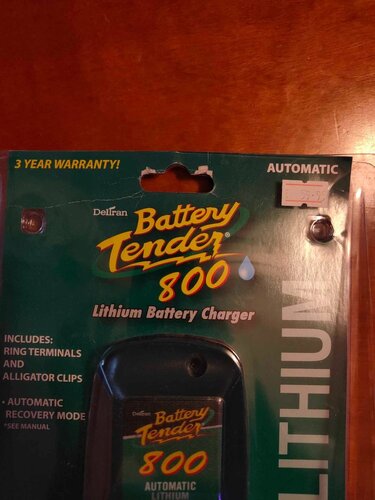 3 YEAR WARRANTY!
AUTOMATIC
Deltran
Battery
Tender®
800
Lithium Battery Charger
INCLUDES:
RING TERMINALS
AND
ALLIGATOR CLIPS
• AUTOMATIC
RECOVERY MODE
*SEE MANUAL
LITHIUM
Deltran
Battery
Tender
800
AUTOMATIC
LITHIUM